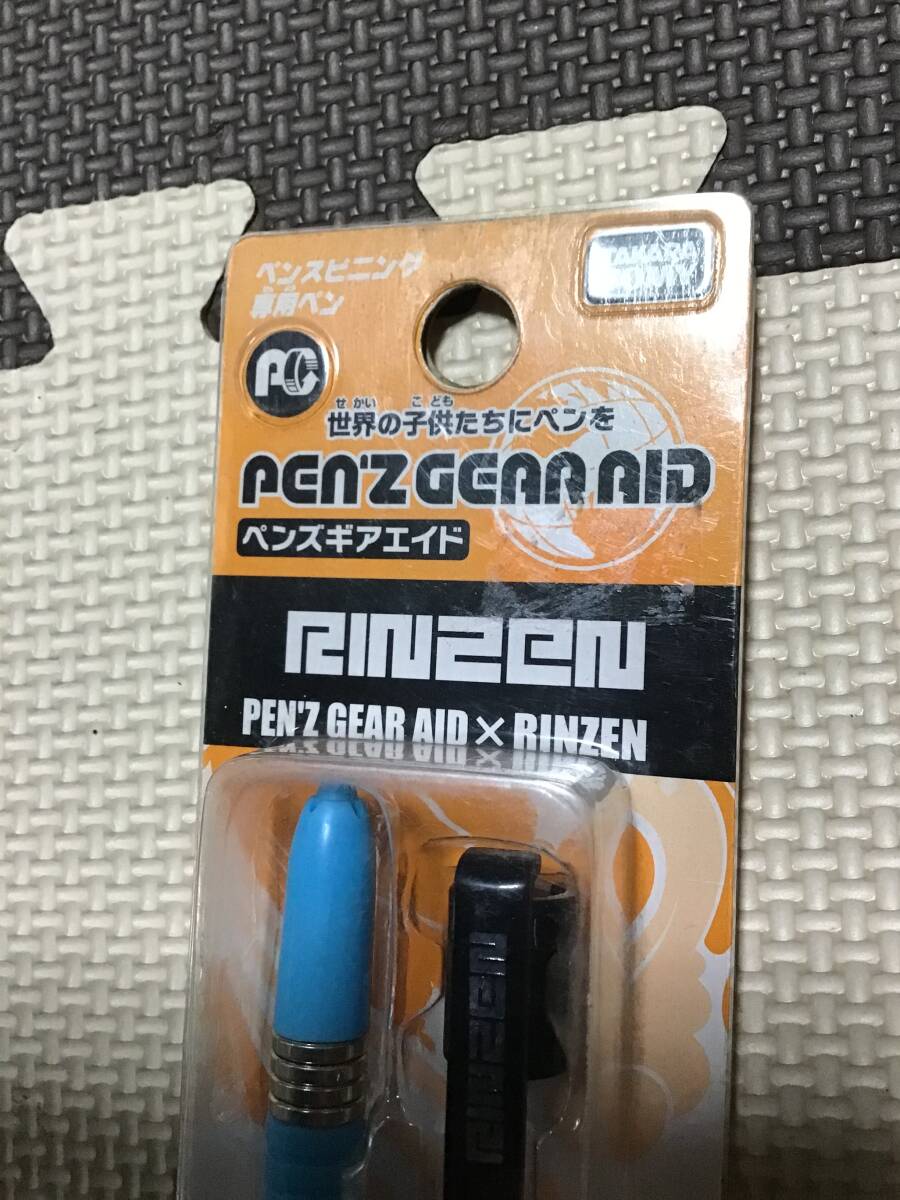 ペンスピニング
専用ペン
TAKARA
TOMY
PG
せかい こども
世界の子供たちにペンを
PEN'Z GEAR AID
ペンズギアエイド
RINZEN
PEN'Z GEAR AID × RINZEN
RINZEN